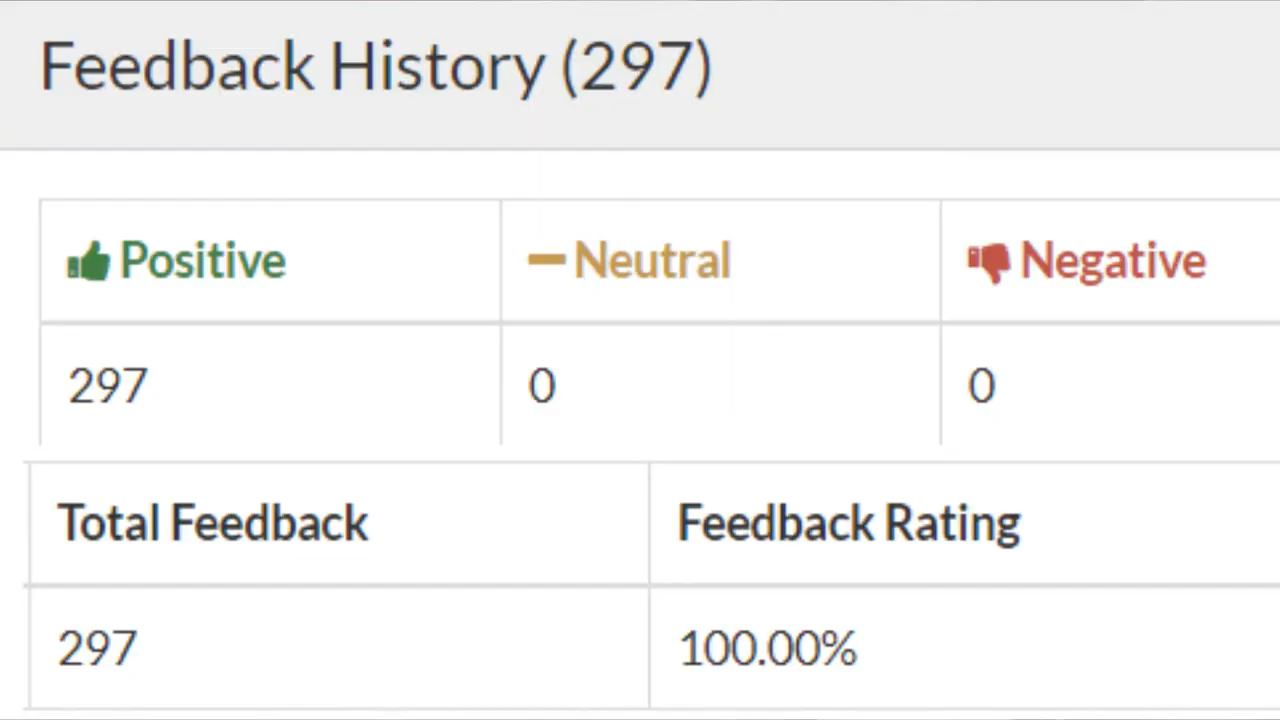 Feedback History (297)
Positive Neutral Negative
297 0 0
Total Feedback Feedback Rating
297 100.00%